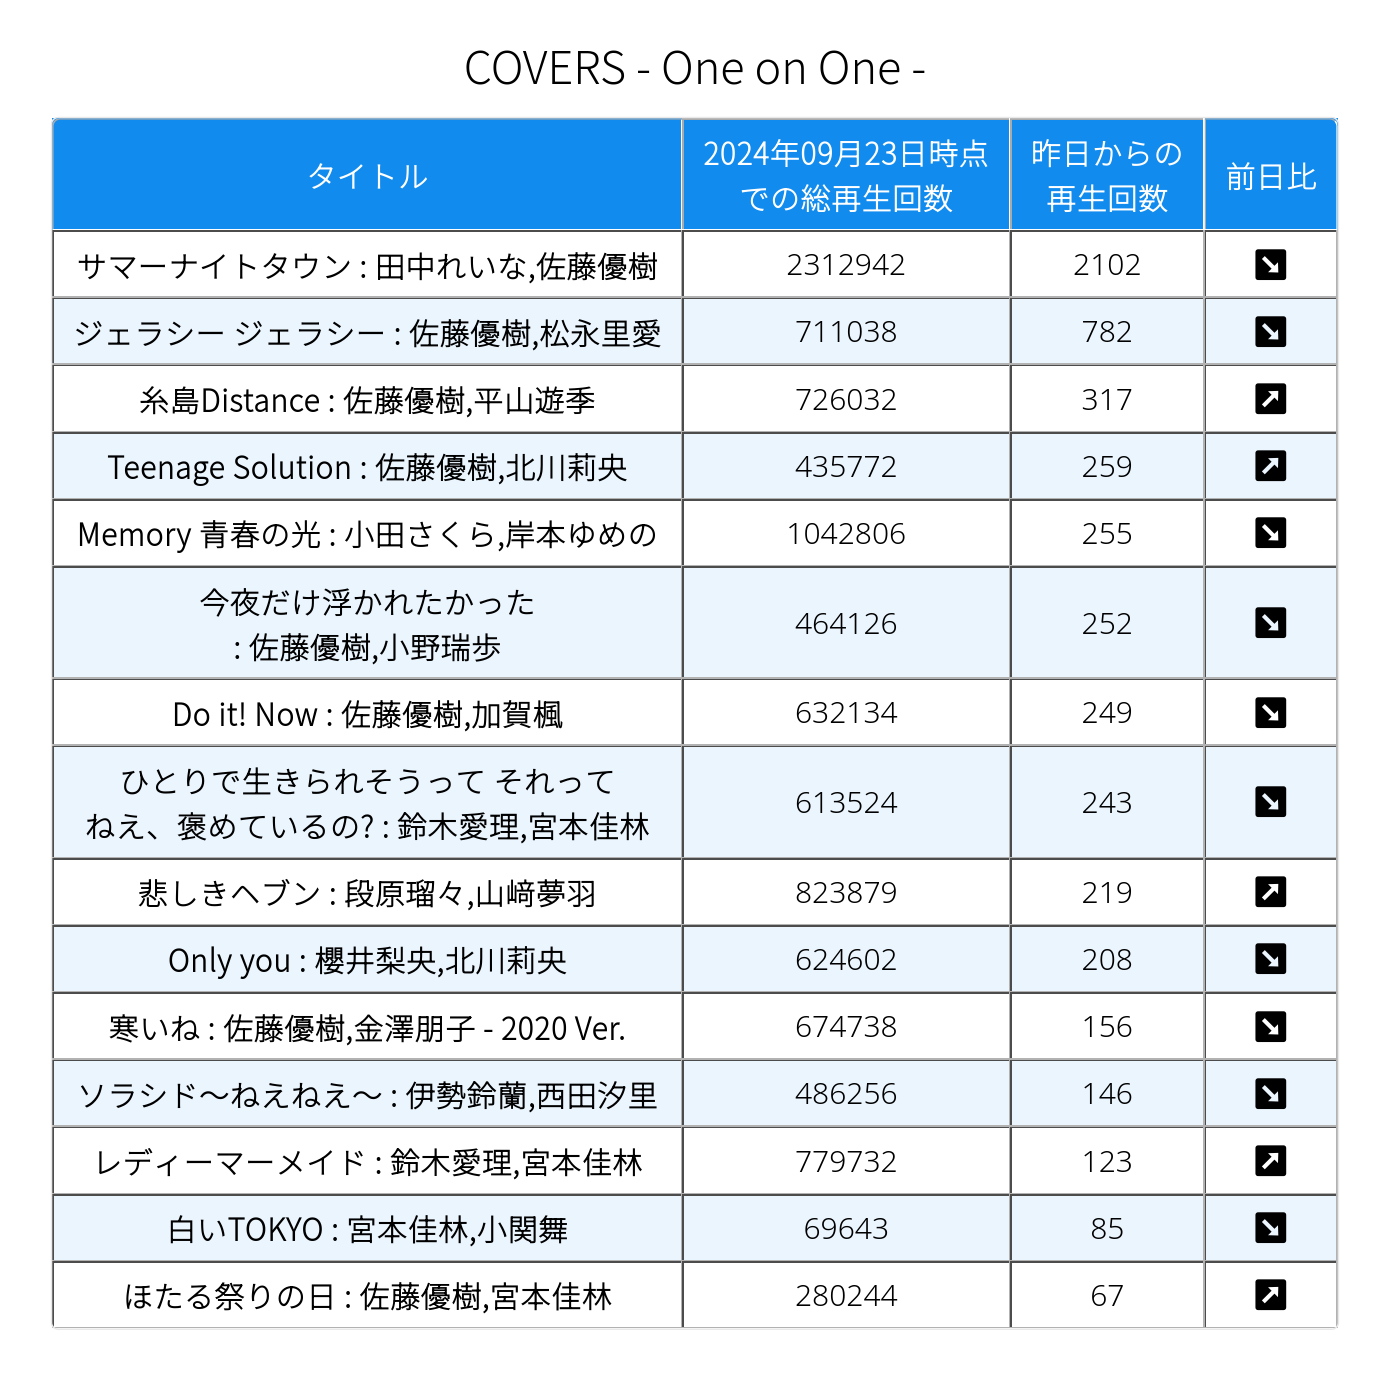 COVERS - One on One -
タイトル
2024年09月23日時点
での総再生回数
昨日からの
再生回数
前日比
サマーナイトタウン : 田中れいな,佐藤優樹
2312942
2102
ジェラシー ジェラシー : 佐藤優樹,松永里愛
711038
782
糸島Distance : 佐藤優樹,平山遊季
726032
317
Teenage Solution : 佐藤優樹,北川莉央
435772
259
Memory 青春の光 : 小田さくら,岸本ゆめの
1042806
255
今夜だけ浮かれたかった
: 佐藤優樹,小野瑞歩
464126
252
Do it! Now : 佐藤優樹,加賀楓
632134
249
ひとりで生きられそうって それって
ねえ、褒めているの? : 鈴木愛理,宮本佳林
613524
243
悲しきヘブン : 段原瑠々,山﨑夢羽
823879
219
Only you : 櫻井梨央,北川莉央
624602
208
寒いね : 佐藤優樹,金澤朋子 - 2020 Ver.
674738
156
ソラシド〜ねえねえ〜 : 伊勢鈴蘭,西田汐里
486256
146
レディーマーメイド : 鈴木愛理,宮本佳林
779732
123
白いTOKYO : 宮本佳林,小関舞
69643
85
ほたる祭りの日 : 佐藤優樹,宮本佳林
280244
67